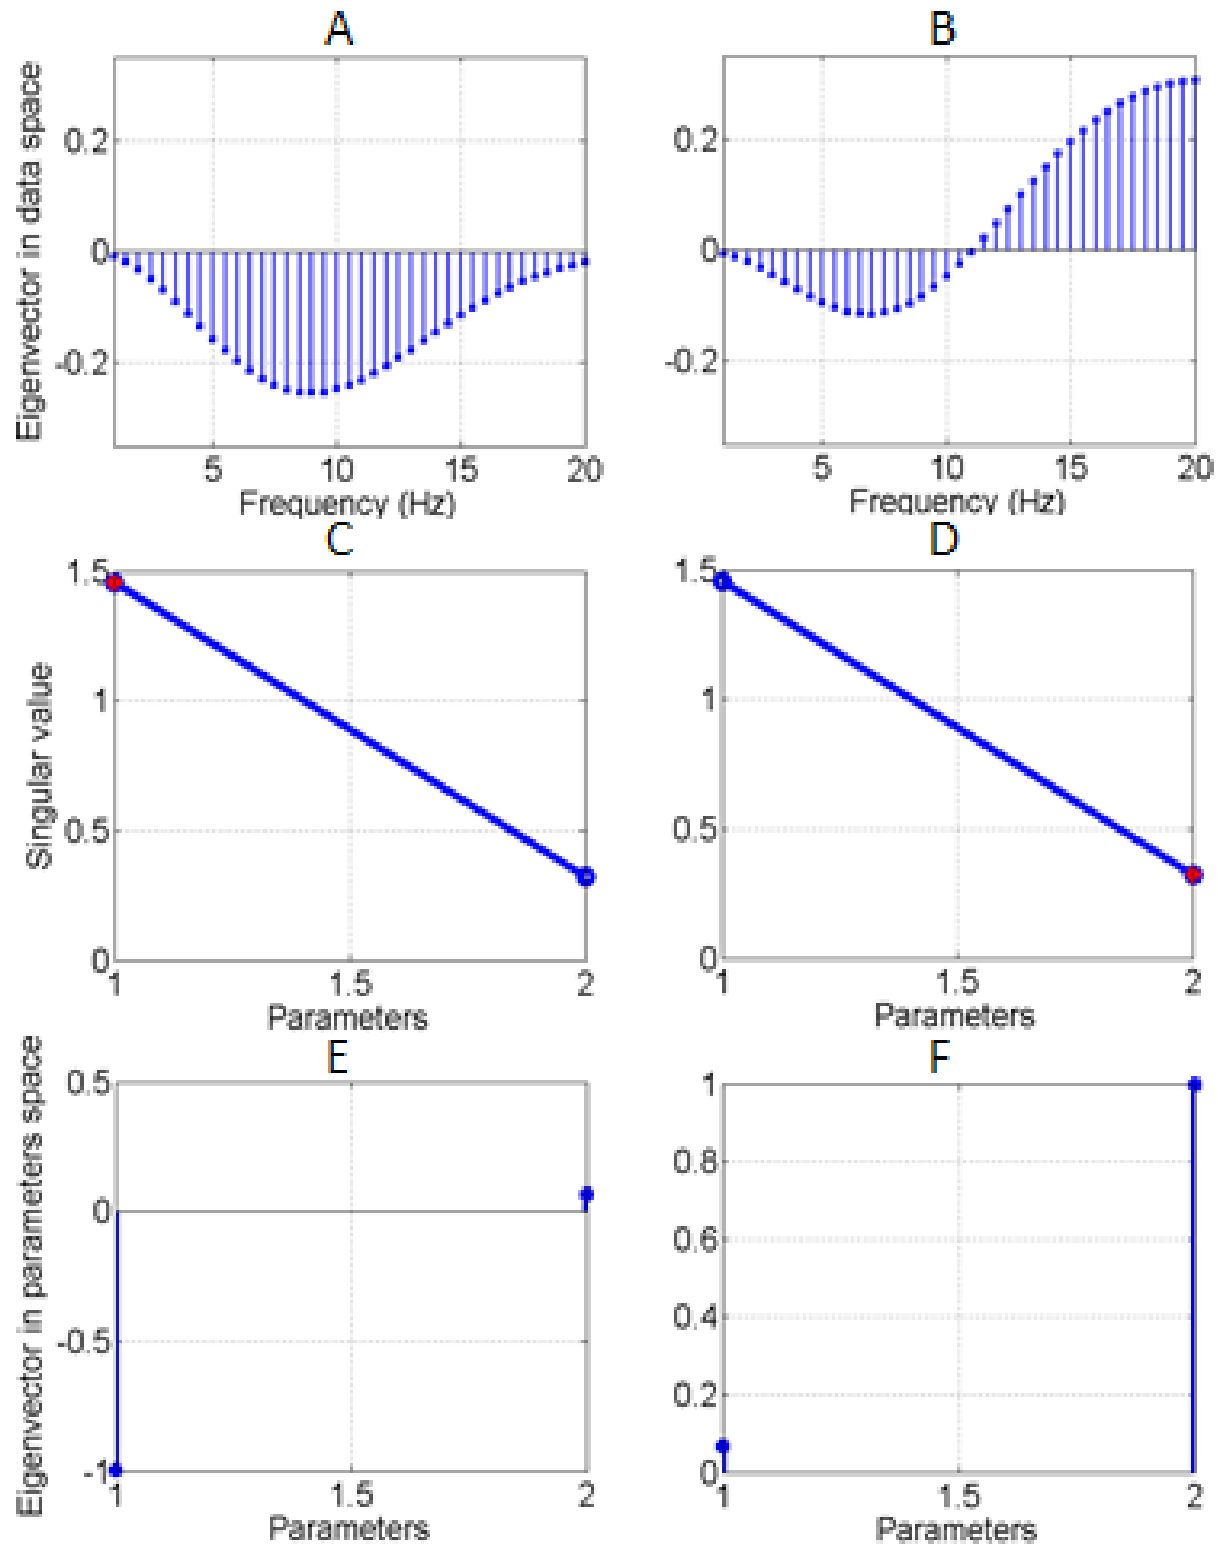 A B
Eigenvector in data space
0.2 0.2
0 0
-0.2 -0.2
5 10 15 20 5 10 15 20
Frequency (Hz) Frequency (Hz)
C D
Singular value
1.5 1.5
1 1
0.5 0.5
0 0
1 1.5 2 1 1.5 2
Parameters Parameters
E F
Eigenvector in parameters space
0.5 1
0.8
0 0.6
-0.5 0.4
0.2
-1 0
1 1.5 2 1 1.5 2
Parameters Parameters